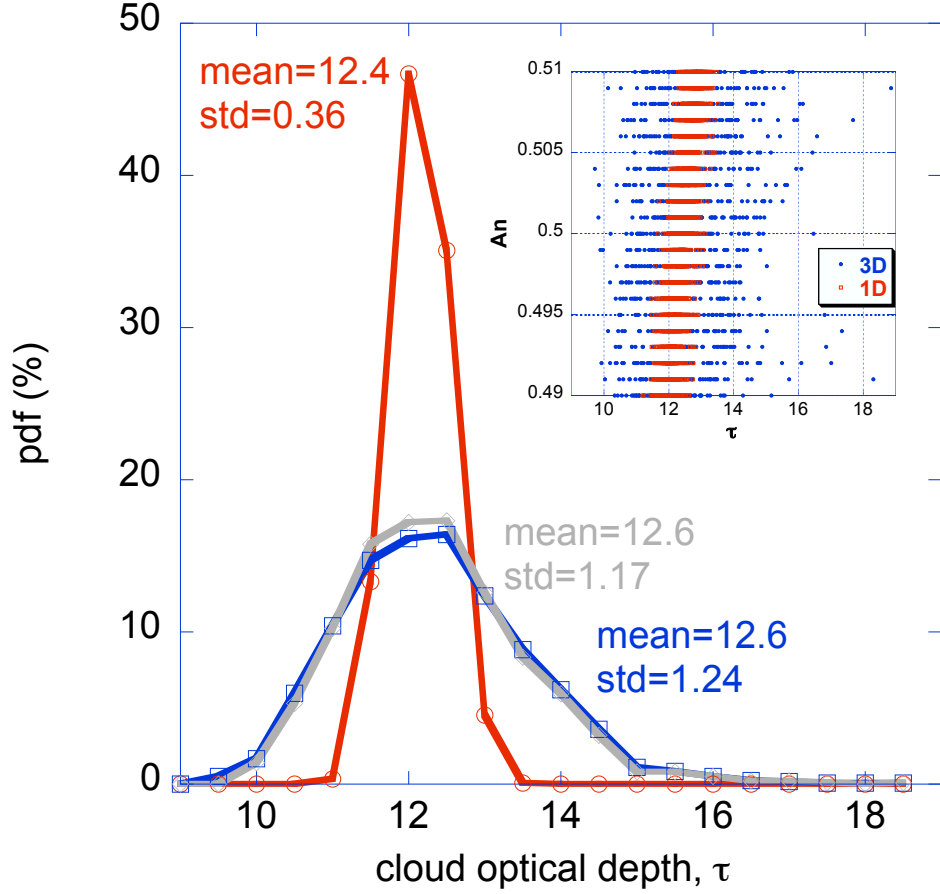 50
40
30
20
10
0
pdf (%)
mean=12.4
std=0.36
mean=12.6
std=1.17
mean=12.6
std=1.24
10 12 14 16 18
cloud optical depth, τ
0.51
0.505
0.5
0.495
0.49
An
3D
1D
10 12 14 16 18
τ